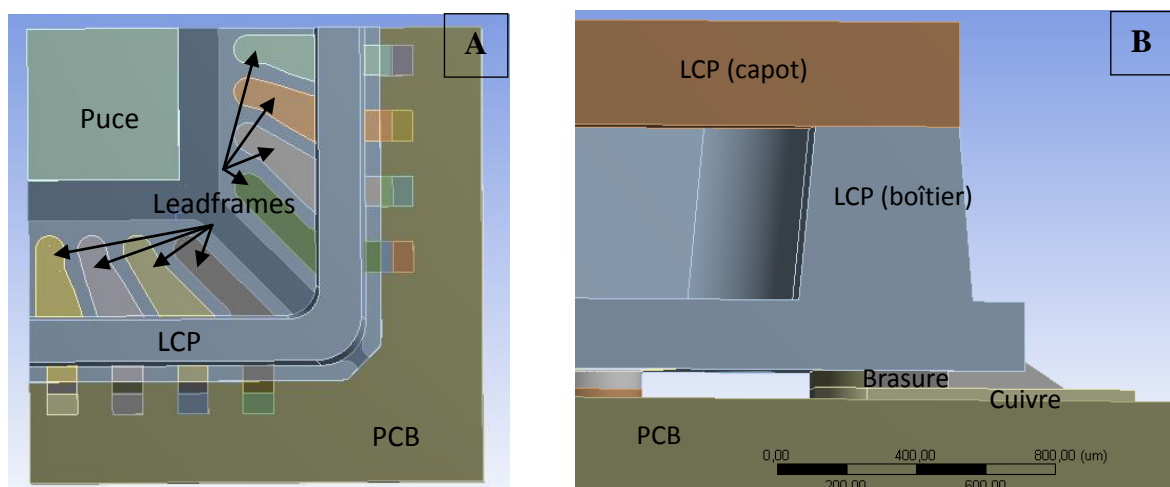 A
Puce
Leadframes
LCP
PCB
B
LCP (capot)
LCP (boîtier)
Brasure
Cuivre
PCB
0,00 400,00 800,00 (um)
200,00 600,00